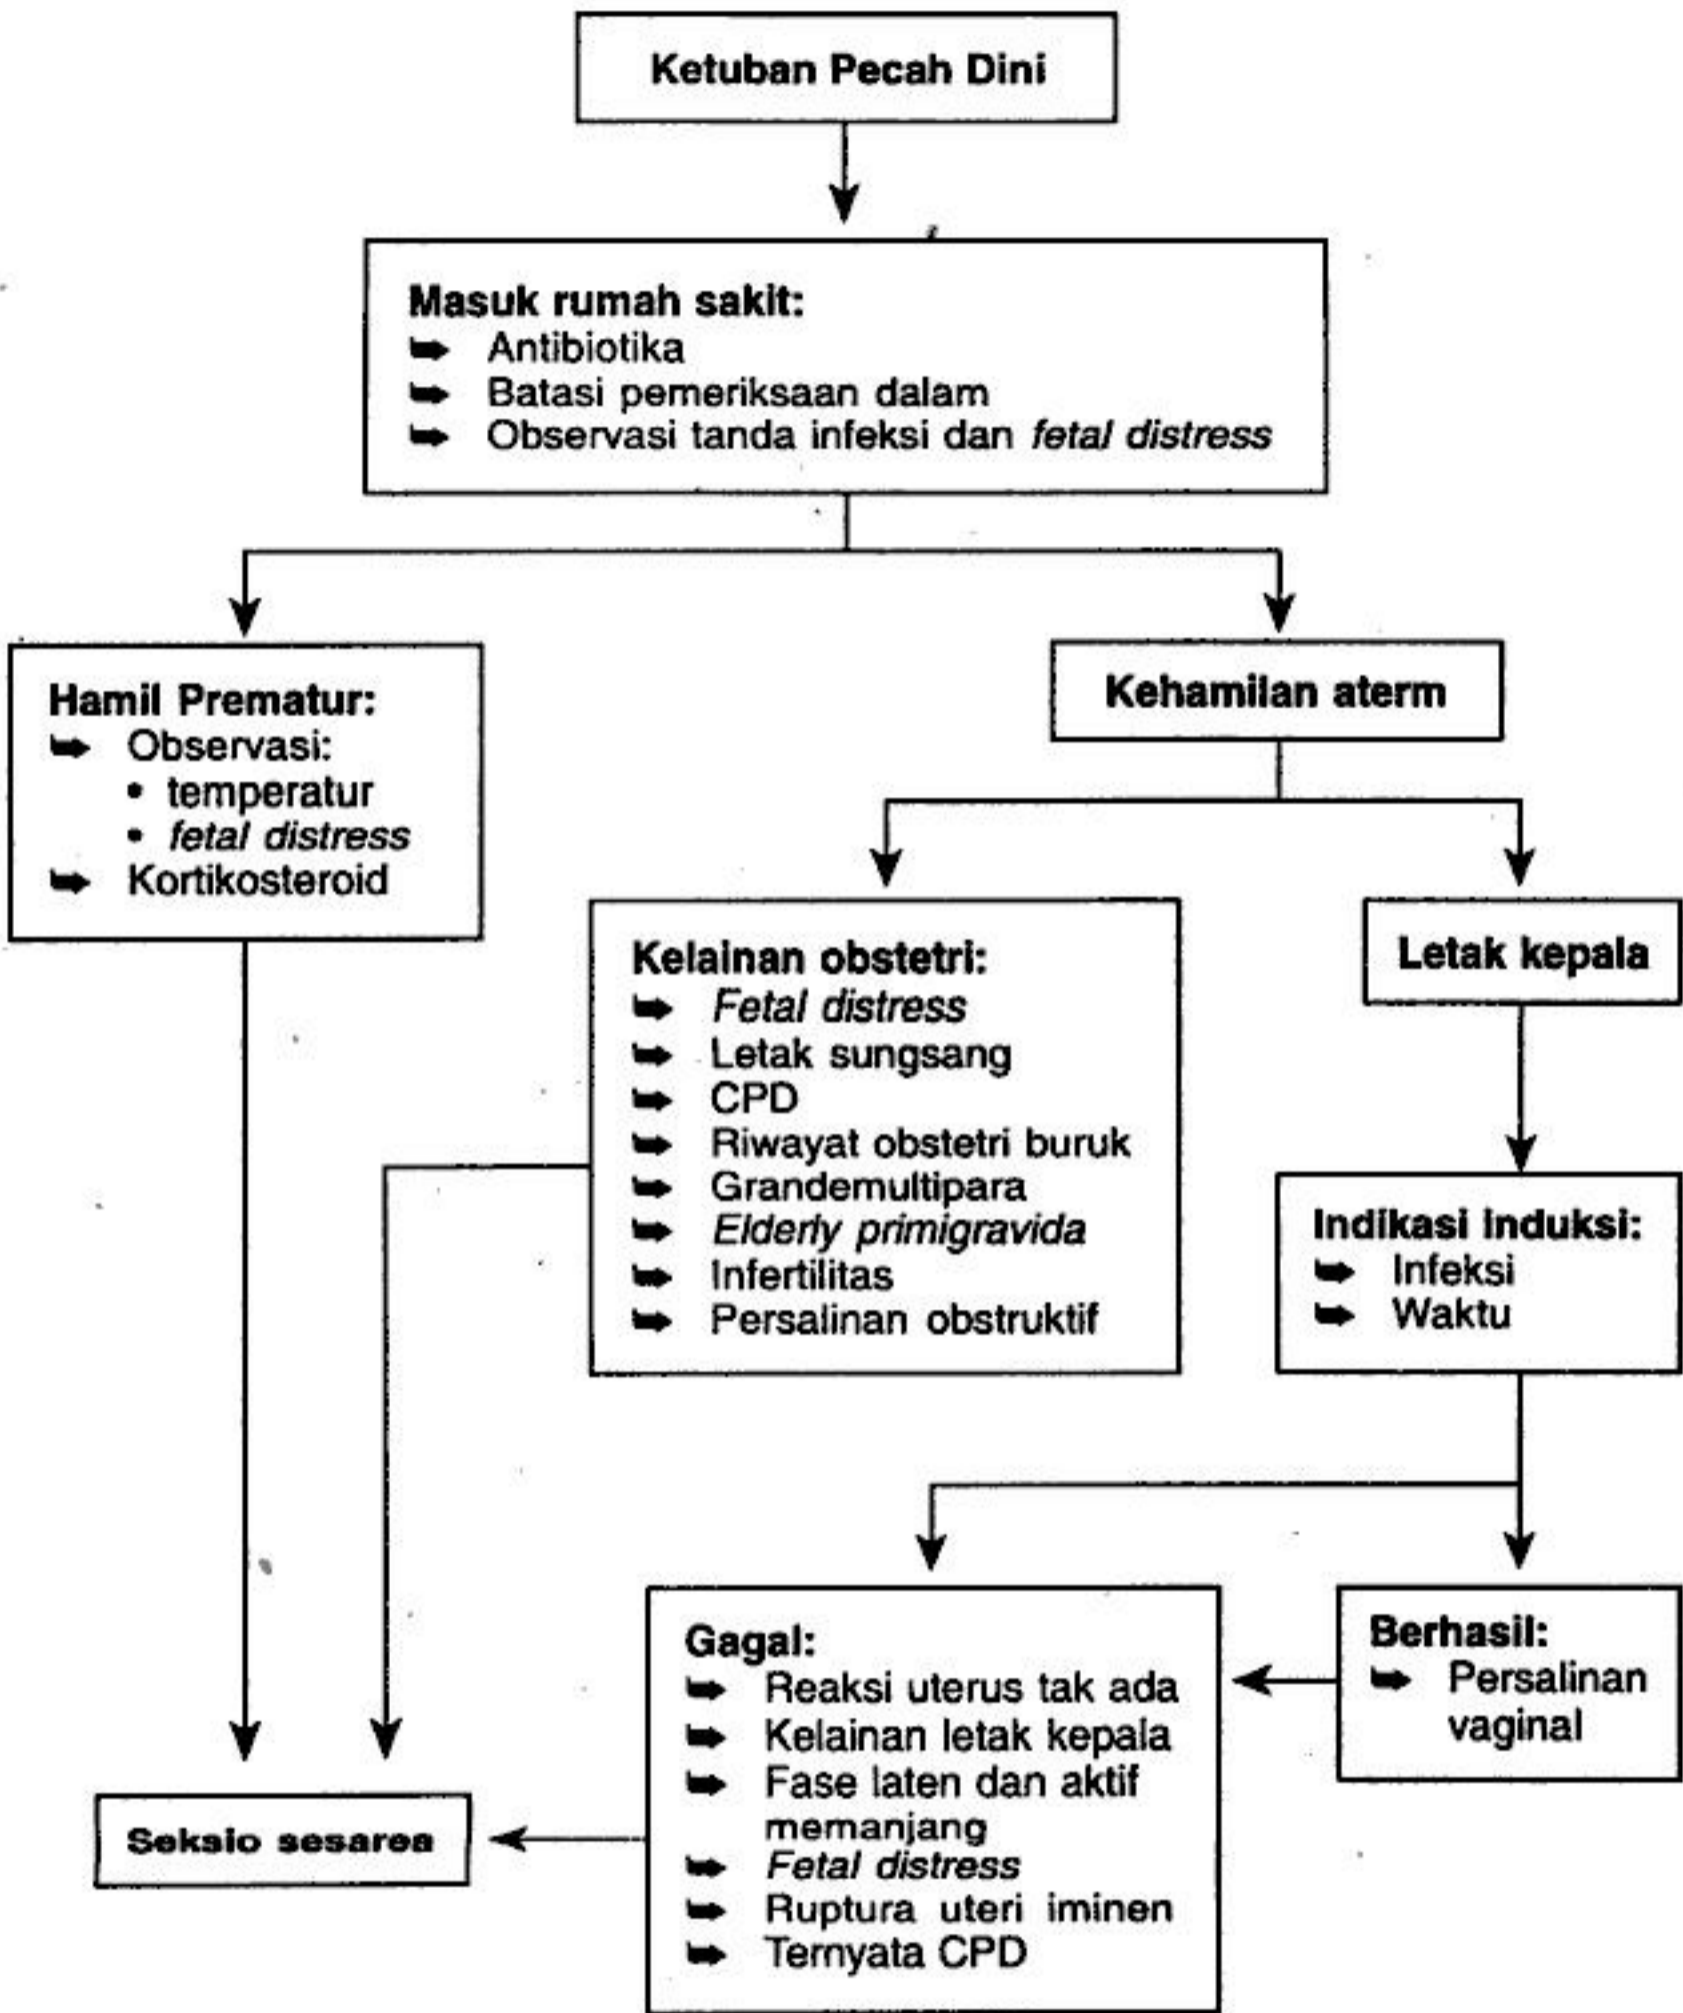 Ketuban Pecah Dini
Masuk rumah sakit:
Antibiotika
Batasi pemeriksaan dalam
Observasi tanda infeksi dan fetal distress
Hamil Prematur:
Observasi:
• temperatur
• fetal distress
Kortikosteroid
Kehamilan aterm
Kelainan obstetri:
Fetal distress
Letak sungsang
CPD
Riwayat obstetri buruk
Grandemultipara
Elderly primigravida
Infertilitas
Persalinan obstruktif
Letak kepala
Indikasi induksi:
Infeksi
Waktu
Gagal:
Reaksi uterus tak ada
Kelainan letak kepala
Fase laten dan aktif
memanjang
Fetal distress
Ruptura uteri iminen
Ternyata CPD
Berhasil:
Persalinan
vaginal
Seksio sesarea